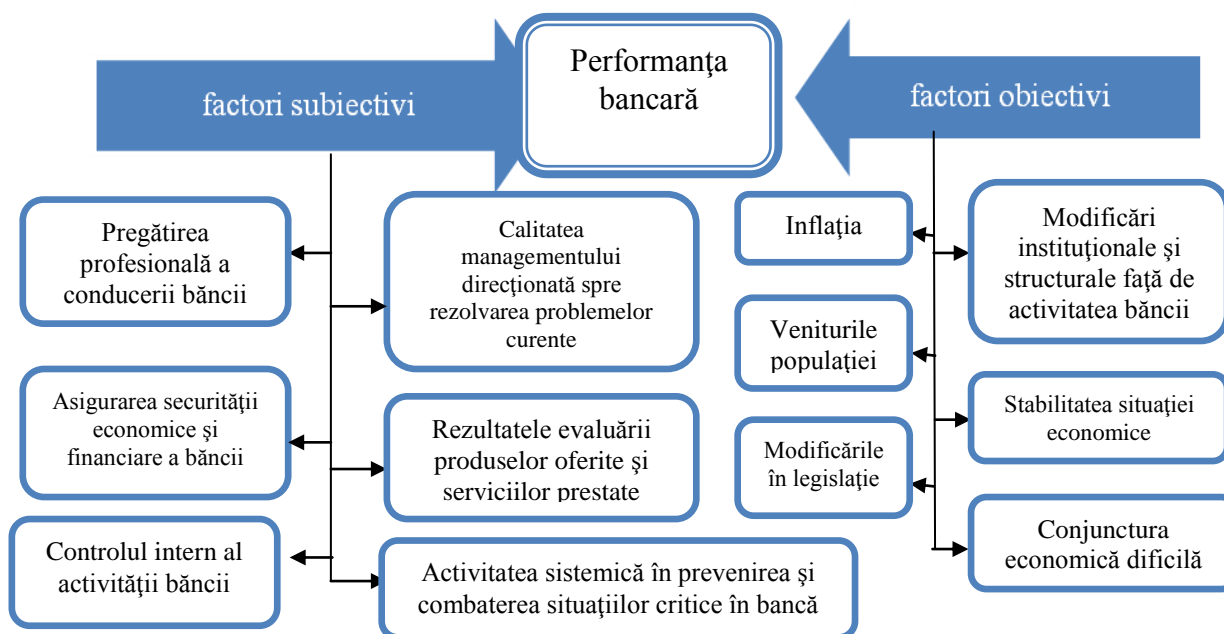 Performanţa
bancară
factori subiectivi
factori obiectivi
Pregătirea
profesională a
conducerii băncii
Calitatea
managementului
direcţionată spre
rezolvarea problemelor
curente
Asigurarea securităţii
economice şi
financiare a băncii
Rezultatele evaluării
produselor oferite şi
serviciilor prestate
Controlul intern al
activităţii băncii
Activitatea sistemică în prevenirea şi
combaterea situaţiilor critice în bancă
Inflaţia
Modificări
instituţionale şi
structurale faţă de
activitatea băncii
Veniturile
populaţiei
Stabilitatea situaţiei
economice
Modificările
în legislaţie
Conjunctura
economică dificilă